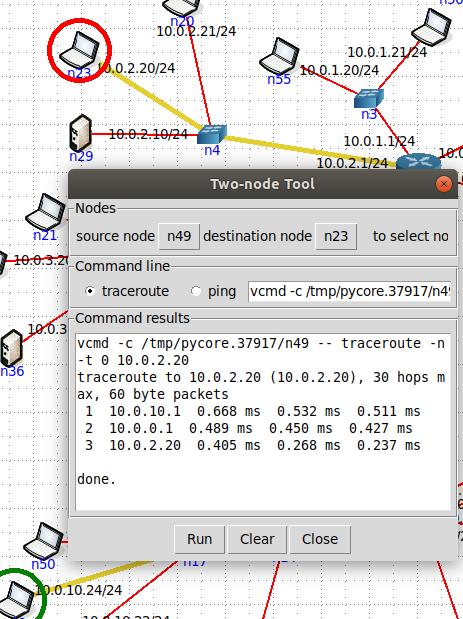 n20
10.0.2.21/24
10.0.1.21/24
n23
0.0.2.20/24
n55
10.0.1.20/24
n3
10.0.2.10/24
n29
n4
10.0.1.1/24
10.0.2.1/24
Two-node Tool
Nodes
source node n49 destination node n23 to select no
n21
Command line
10.0.3.20
traceroute ping vcmd -c /tmp/pycore.37917/n49
Command results
10.0.3
n36
vcmd -c /tmp/pycore.37917/n49 -- traceroute -n
-t 0 10.0.2.20
traceroute to 10.0.2.20 (10.0.2.20), 30 hops m
ax, 60 byte packets
1 10.0.10.1 0.668 ms 0.532 ms 0.511 ms
2 10.0.0.1 0.489 ms 0.450 ms 0.427 ms
3 10.0.2.20 0.405 ms 0.268 ms 0.237 ms
done.
Run Clear Close
n50
n17
10.0.10.24/24